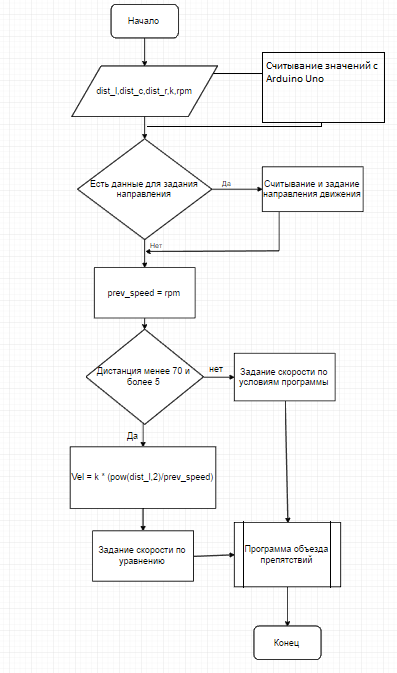 Начало
dist_l,dist_c,dist_r,k,rpm
Считывание значений с
Arduino Uno
Есть данные для задания
направления
Да
Считывание и задание
направления движения
Нет
prev_speed = rpm
Дистанция менее 70 и
более 5
нет
Задание скорости по
условиям программы
Да
Vel = k * (pow(dist_l,2)/prev_speed)
Задание скорости по
уравнению
Программа объезда
препятствий
Конец